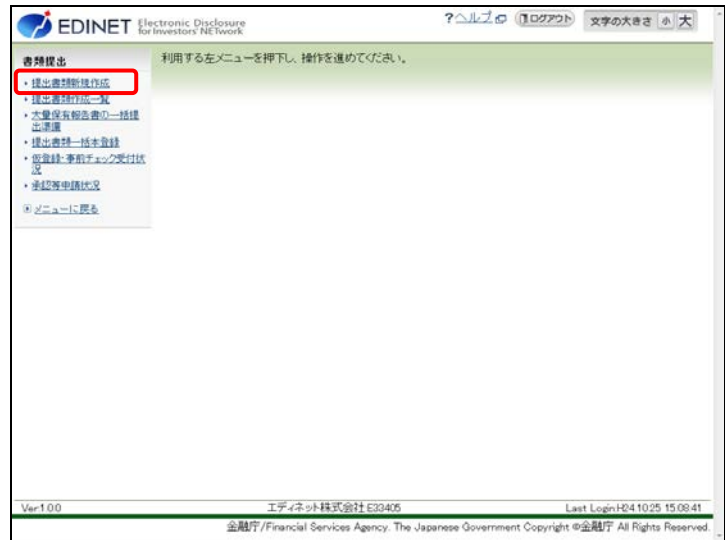 EDINET Electronic Disclosure
for Investors' NETwork
?ヘルプ ログアウト 文字の大きさ 小 大
書類提出
利用する左メニューを押下し、操作を進めてください。
・提出書類新規作成
・提出書類作成一覧
・大量保有報告書の一括提
出準備
・提出書類一括本登録
・仮登録・事前チェック受付状
況
・承認等申請状況
メニューに戻る
Ver.1.0.0 エディネット株式会社 E33405 Last Login:H24.10.25 15:08:41
金融庁/Financial Services Agency. The Japanese Government Copyright ©金融庁 All Rights Reserved.